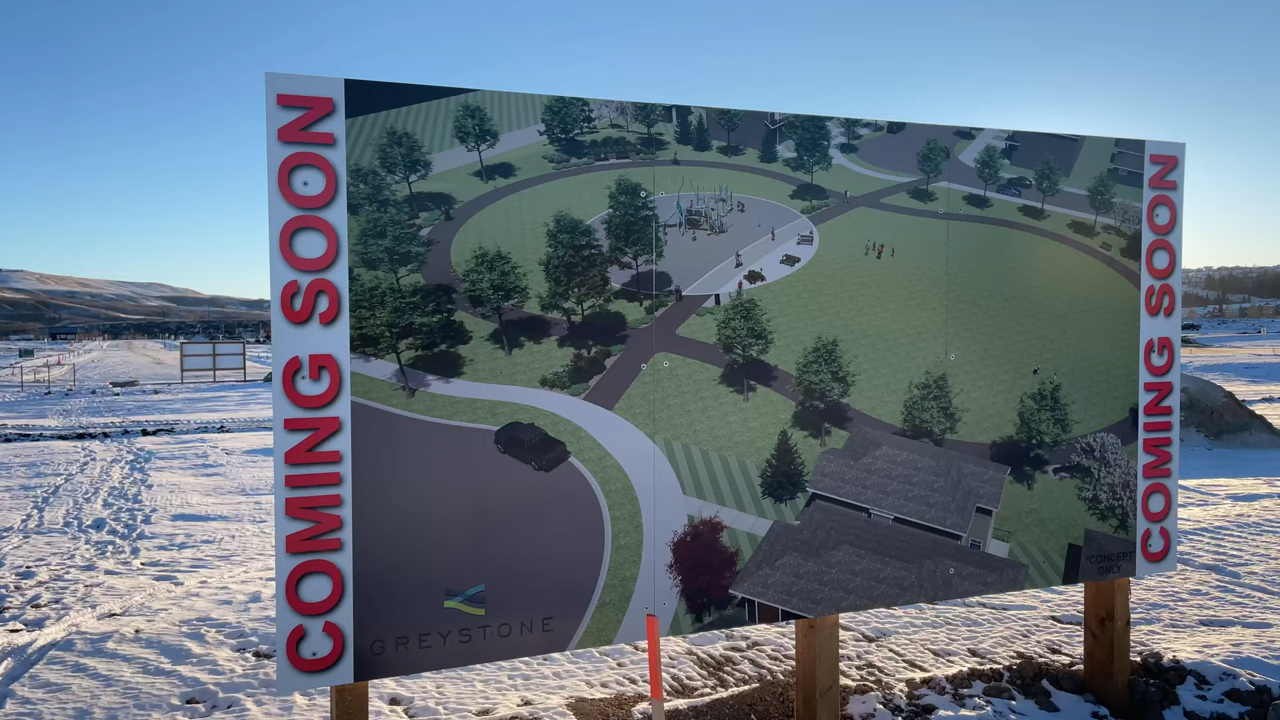 COMING SOON
GREYSTONE
"CONCEPT
ONLY
COMING SOON